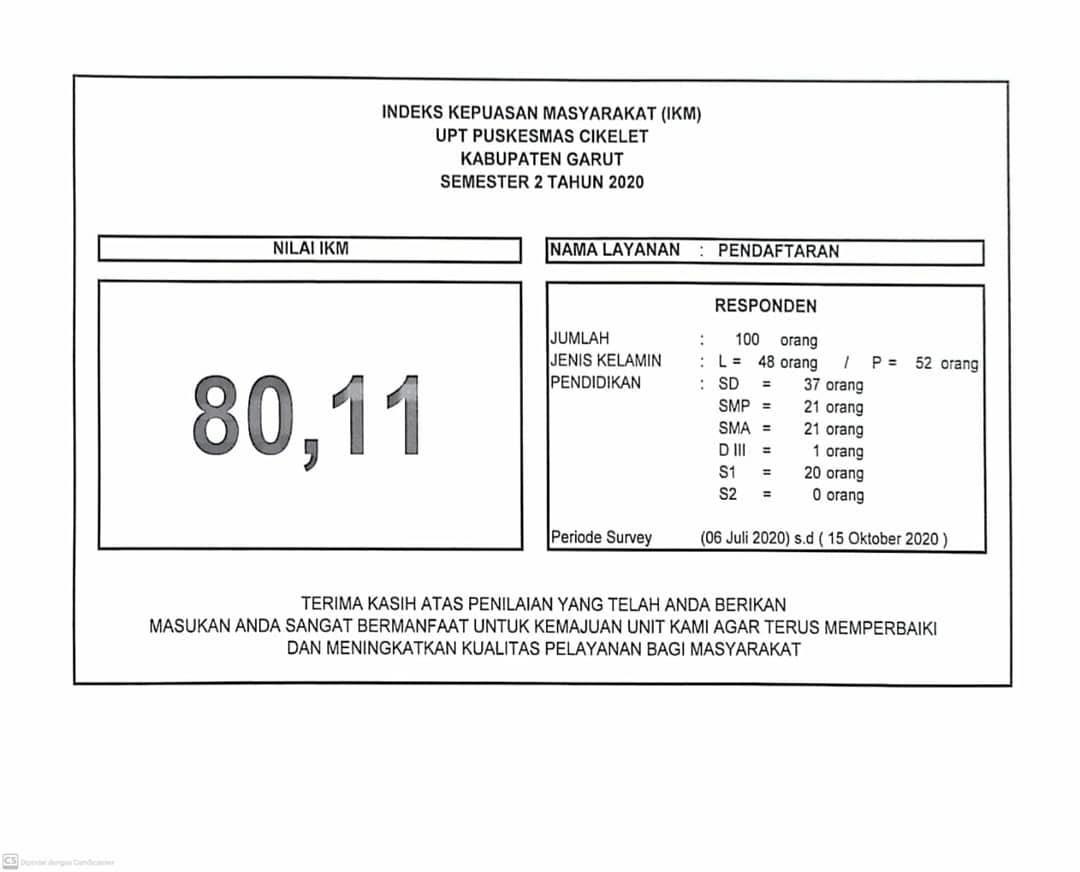 INDEKS KEPUASAN MASYARAKAT (IKM)
UPT PUSKESMAS CIKELET
KABUPATEN GARUT
SEMESTER 2 TAHUN 2020
NILAI IKM
80,11
NAMA LAYANAN : PENDAFTARAN
RESPONDEN
JUMLAH : 100 orang
JENIS KELAMIN : L = 48 orang / P = 52 orang
PENDIDIKAN : SD = 37 orang
SMP = 21 orang
SMA = 21 orang
D III = 1 orang
S1 = 20 orang
S2 = 0 orang
Periode Survey (06 Juli 2020) s.d ( 15 Oktober 2020 )
TERIMA KASIH ATAS PENILAIAN YANG TELAH ANDA BERIKAN
MASUKAN ANDA SANGAT BERMANFAAT UNTUK KEMAJUAN UNIT KAMI AGAR TERUS MEMPERBAIKI
DAN MENINGKATKAN KUALITAS PELAYANAN BAGI MASYARAKAT
CS Dipindai dengan CamScanner